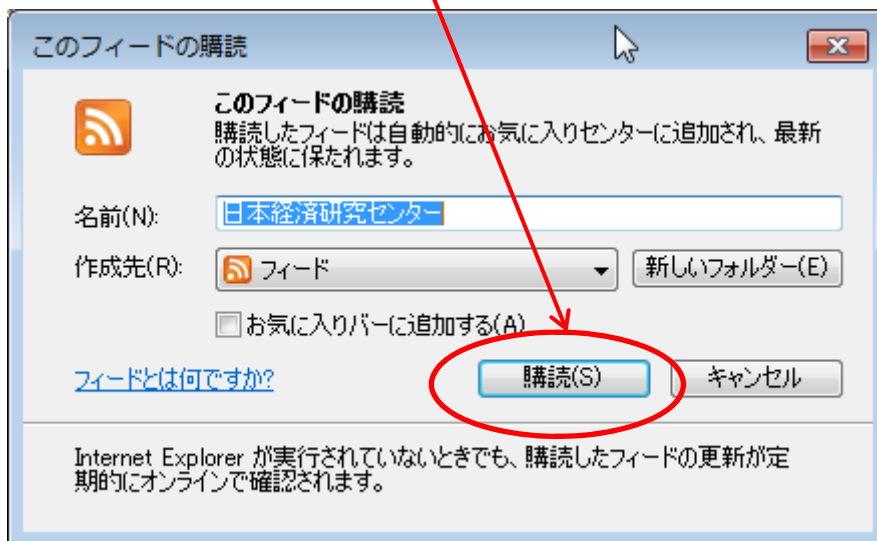 このフィードの購読
このフィードの購読
購読したフィードは自動的にお気に入りセンターに追加され、最新
の状態に保たれます。
名前(N): 日本経済研究センター
作成先(R): フィード 新しいフォルダー(E)
お気に入りバーに追加する(A)
フィードとは何ですか? 購読(S) キャンセル
Internet Explorer が実行されていないときでも、購読したフィードの更新が定
期的にオンラインで確認されます。